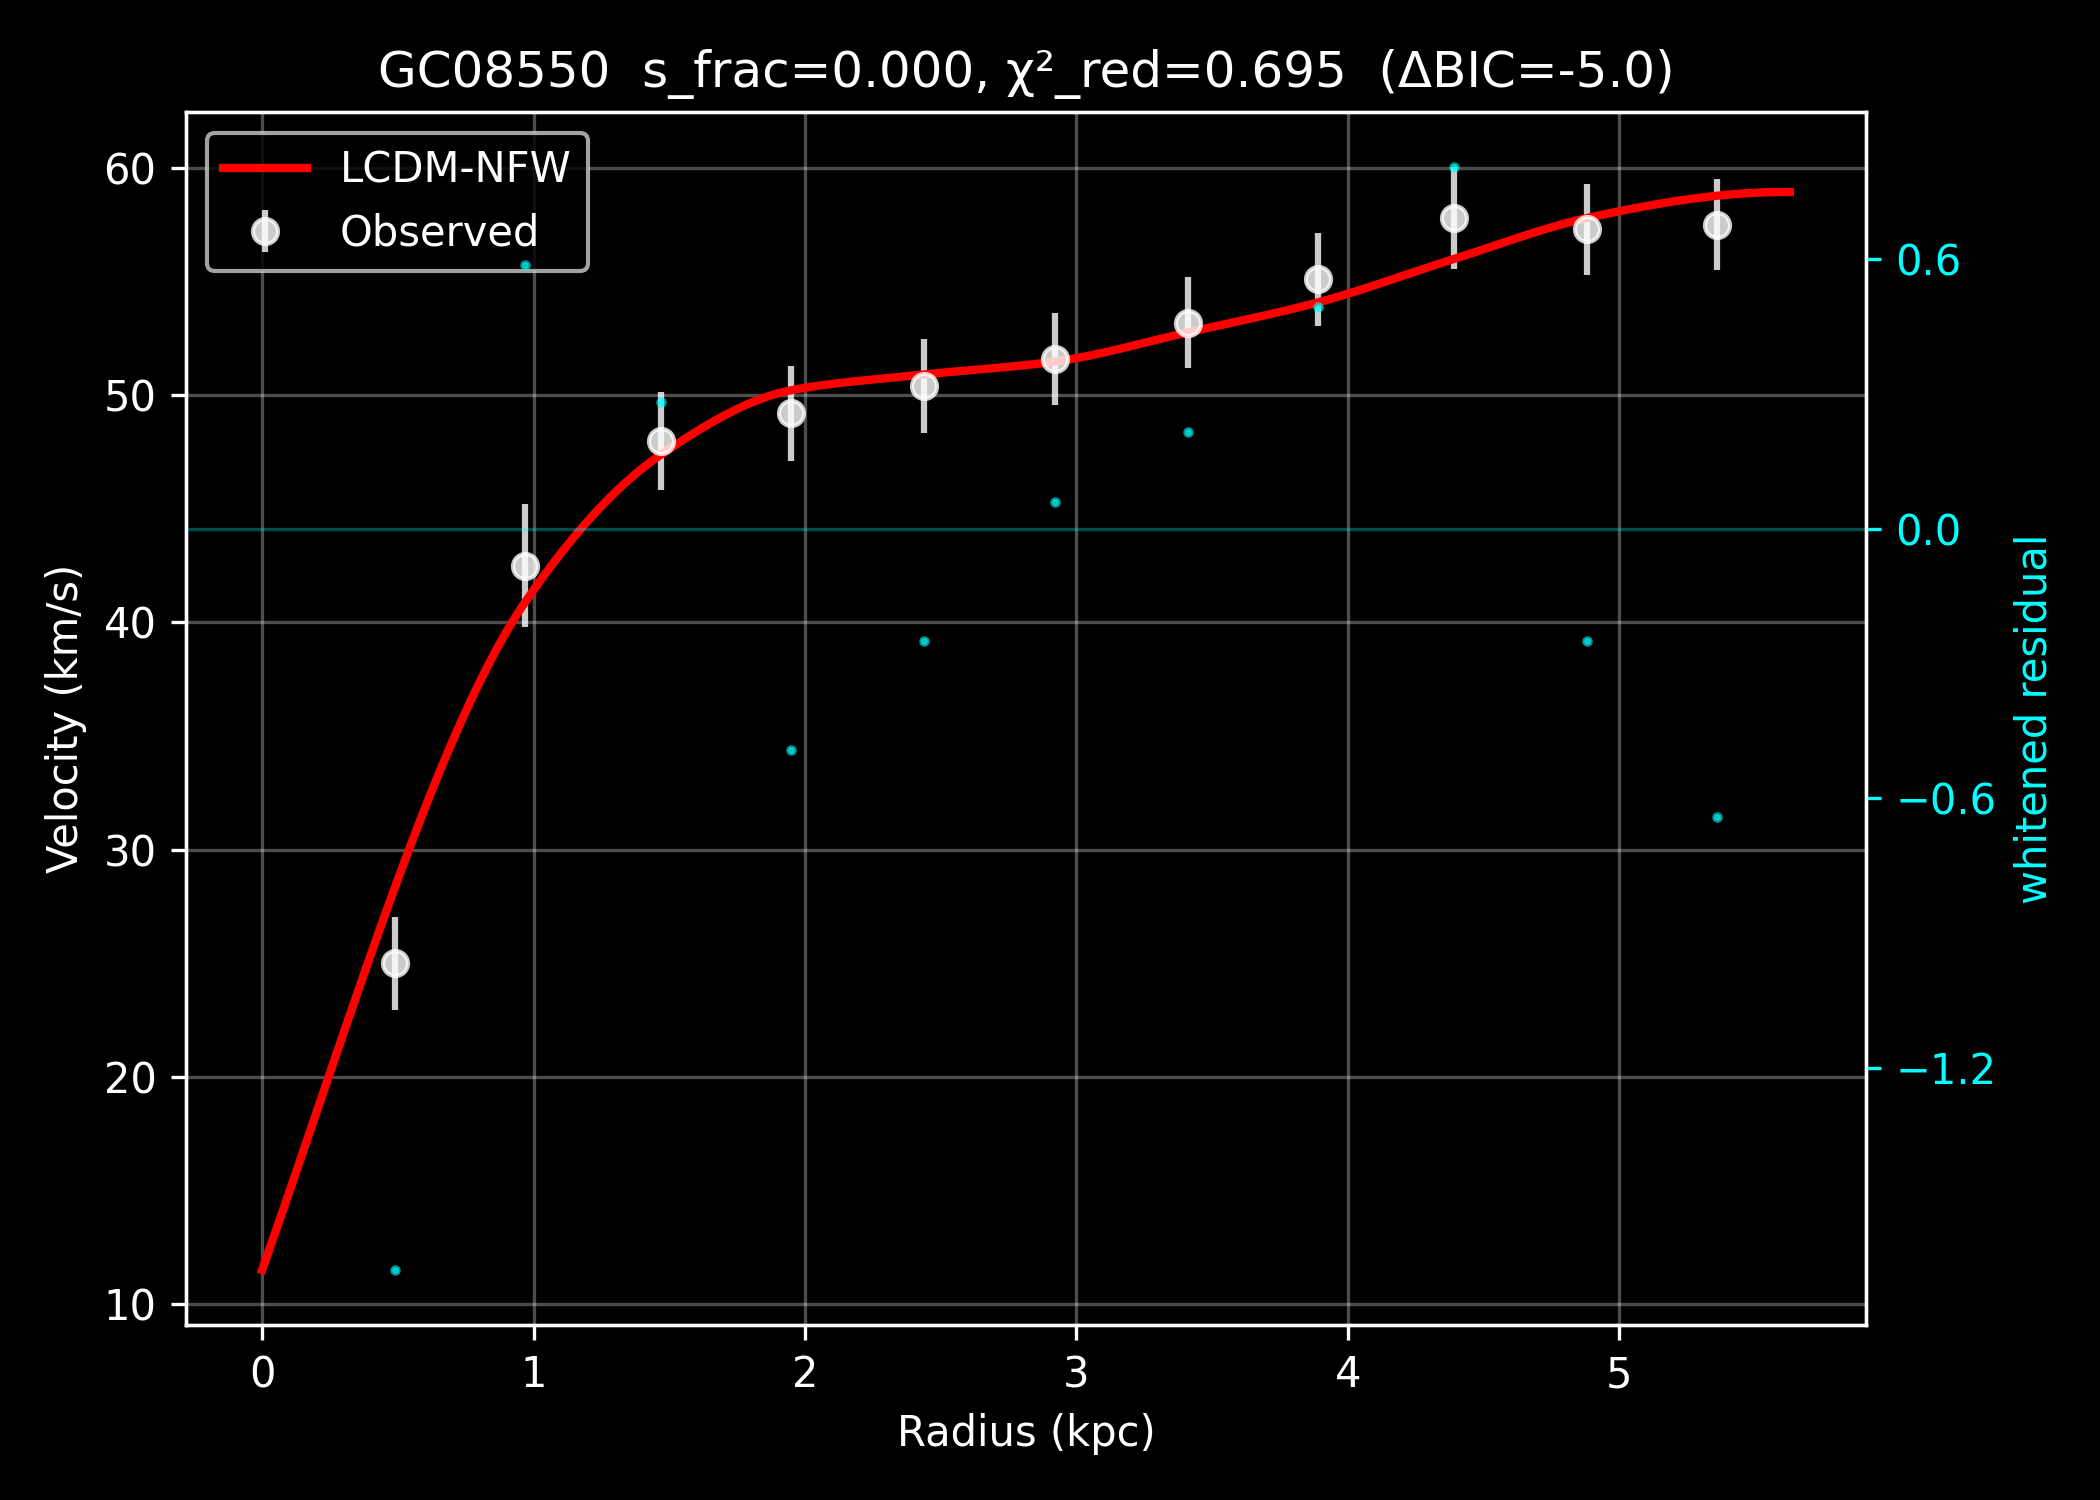 GC08550  s_frac=0.000, χ²_red=0.695  (ΔBIC=-5.0)
LCDM-NFW
Observed
60
50
40
30
20
10
Velocity (km/s)
0.6
0.0
−0.6
−1.2
whitened residual
0 1 2 3 4 5
Radius (kpc)